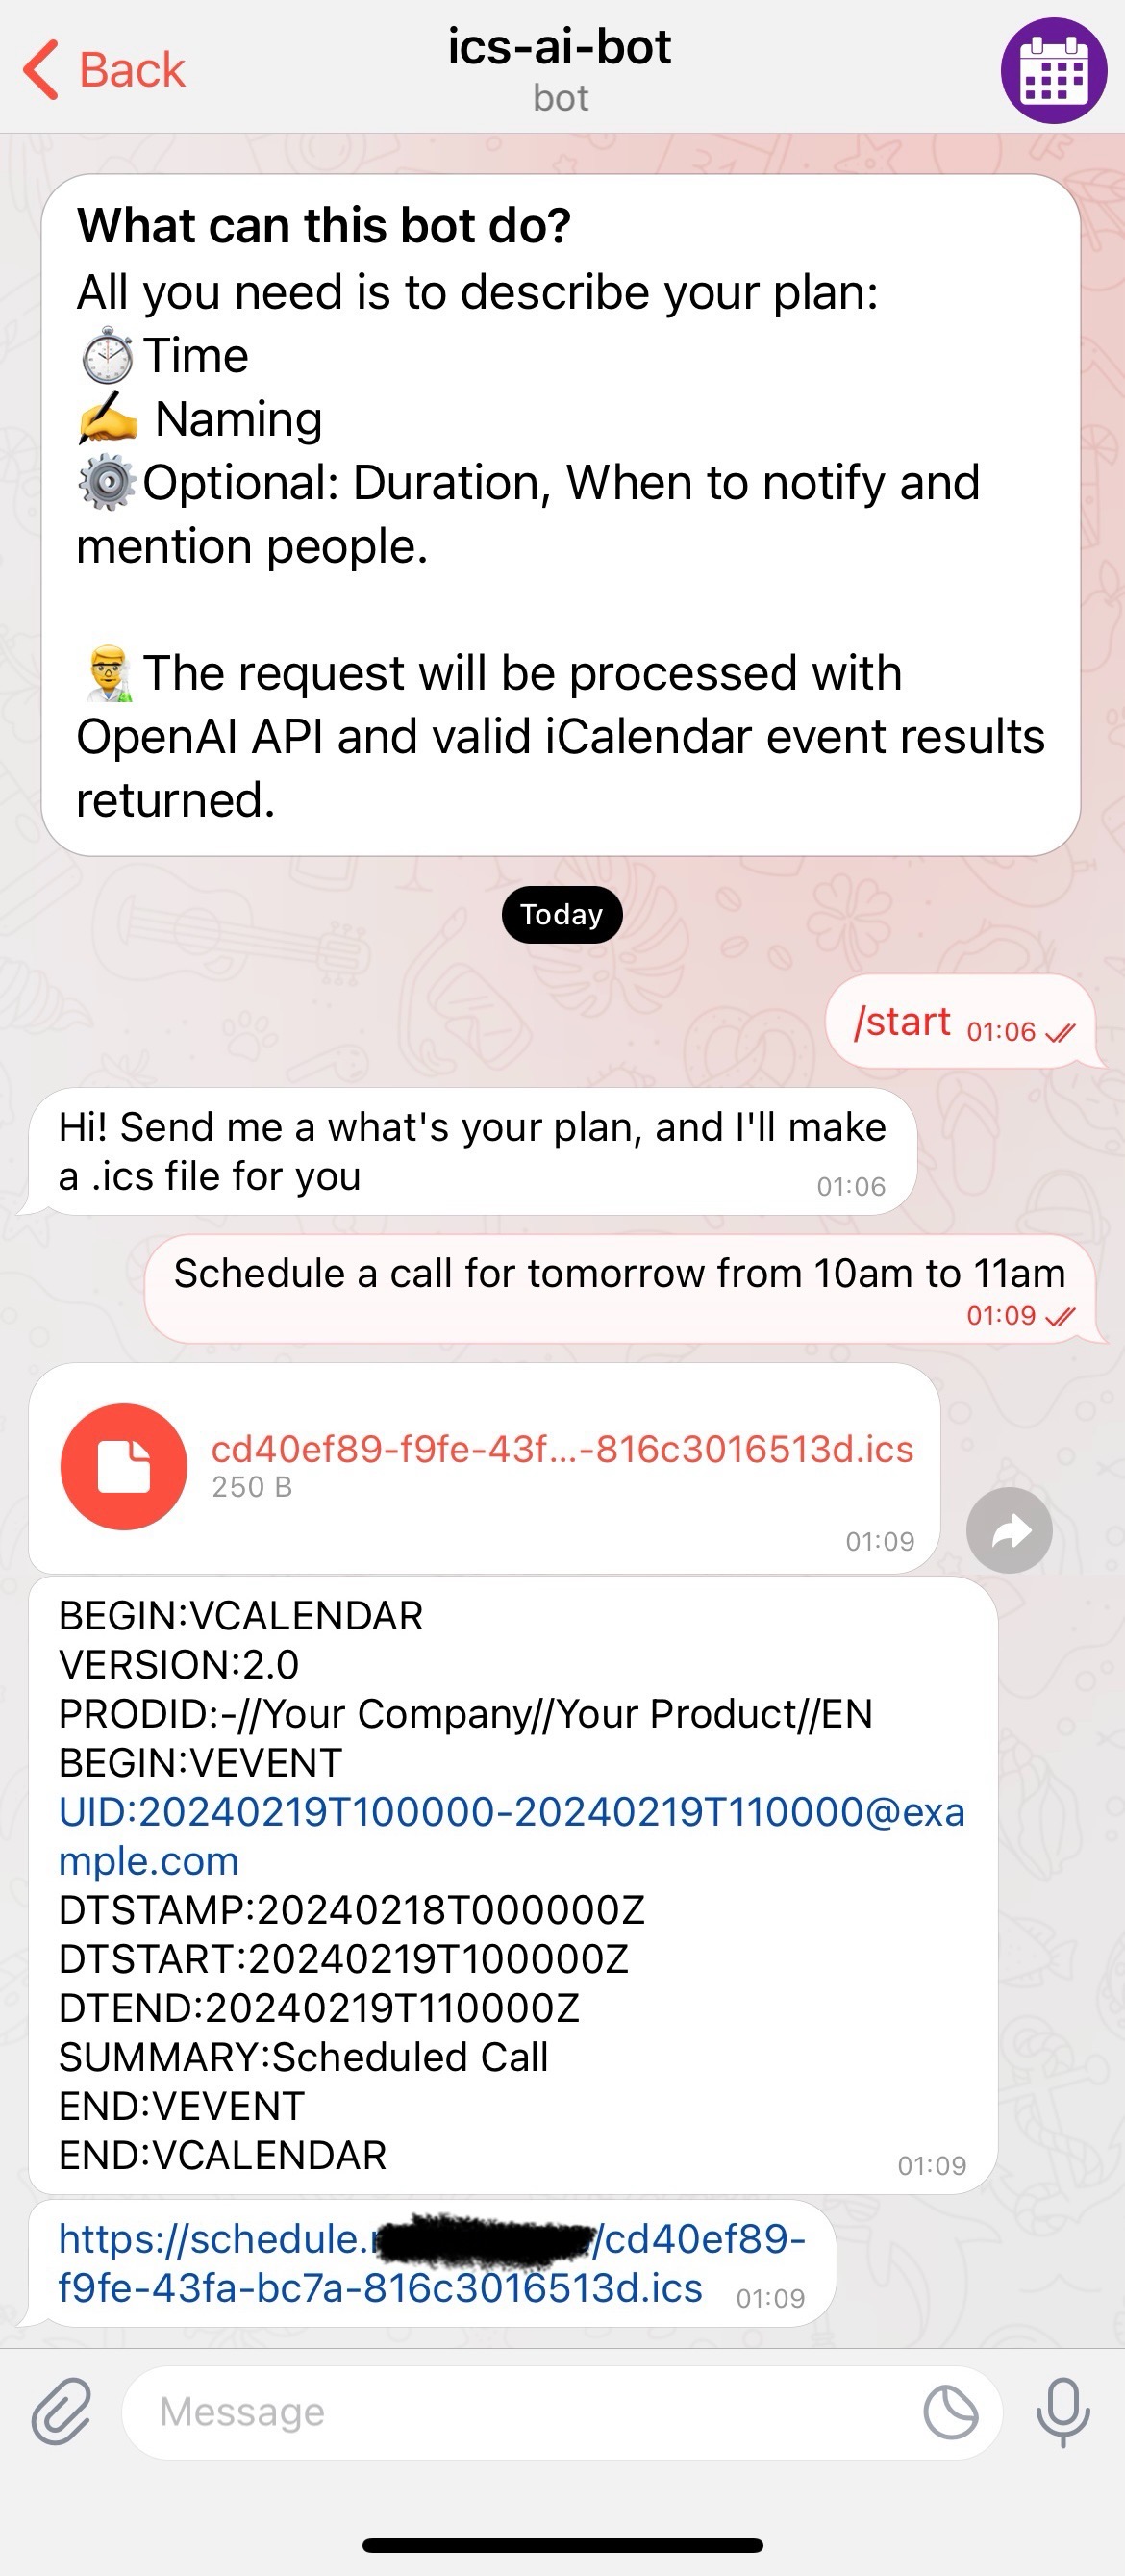 Back
ics-ai-bot
bot
What can this bot do?
All you need is to describe your plan:
⏱Time
✍️ Naming
⚙️Optional: Duration, When to notify and
mention people.
👨‍🔬The request will be processed with
OpenAI API and valid iCalendar event results
returned.
Today
/start 01:06
Hi! Send me a what's your plan, and I'll make
a .ics file for you 01:06
Schedule a call for tomorrow from 10am to 11am
01:09
cd40ef89-f9fe-43f...-816c3016513d.ics
250 B
01:09
BEGIN:VCALENDAR
VERSION:2.0
PRODID:-//Your Company//Your Product//EN
BEGIN:VEVENT
UID:20240219T100000-20240219T110000@exa
mple.com
DTSTAMP:20240218T000000Z
DTSTART:20240219T100000Z
DTEND:20240219T110000Z
SUMMARY:Scheduled Call
END:VEVENT
END:VCALENDAR 01:09
https://schedule. /cd40ef89-
f9fe-43fa-bc7a-816c3016513d.ics 01:09
Message